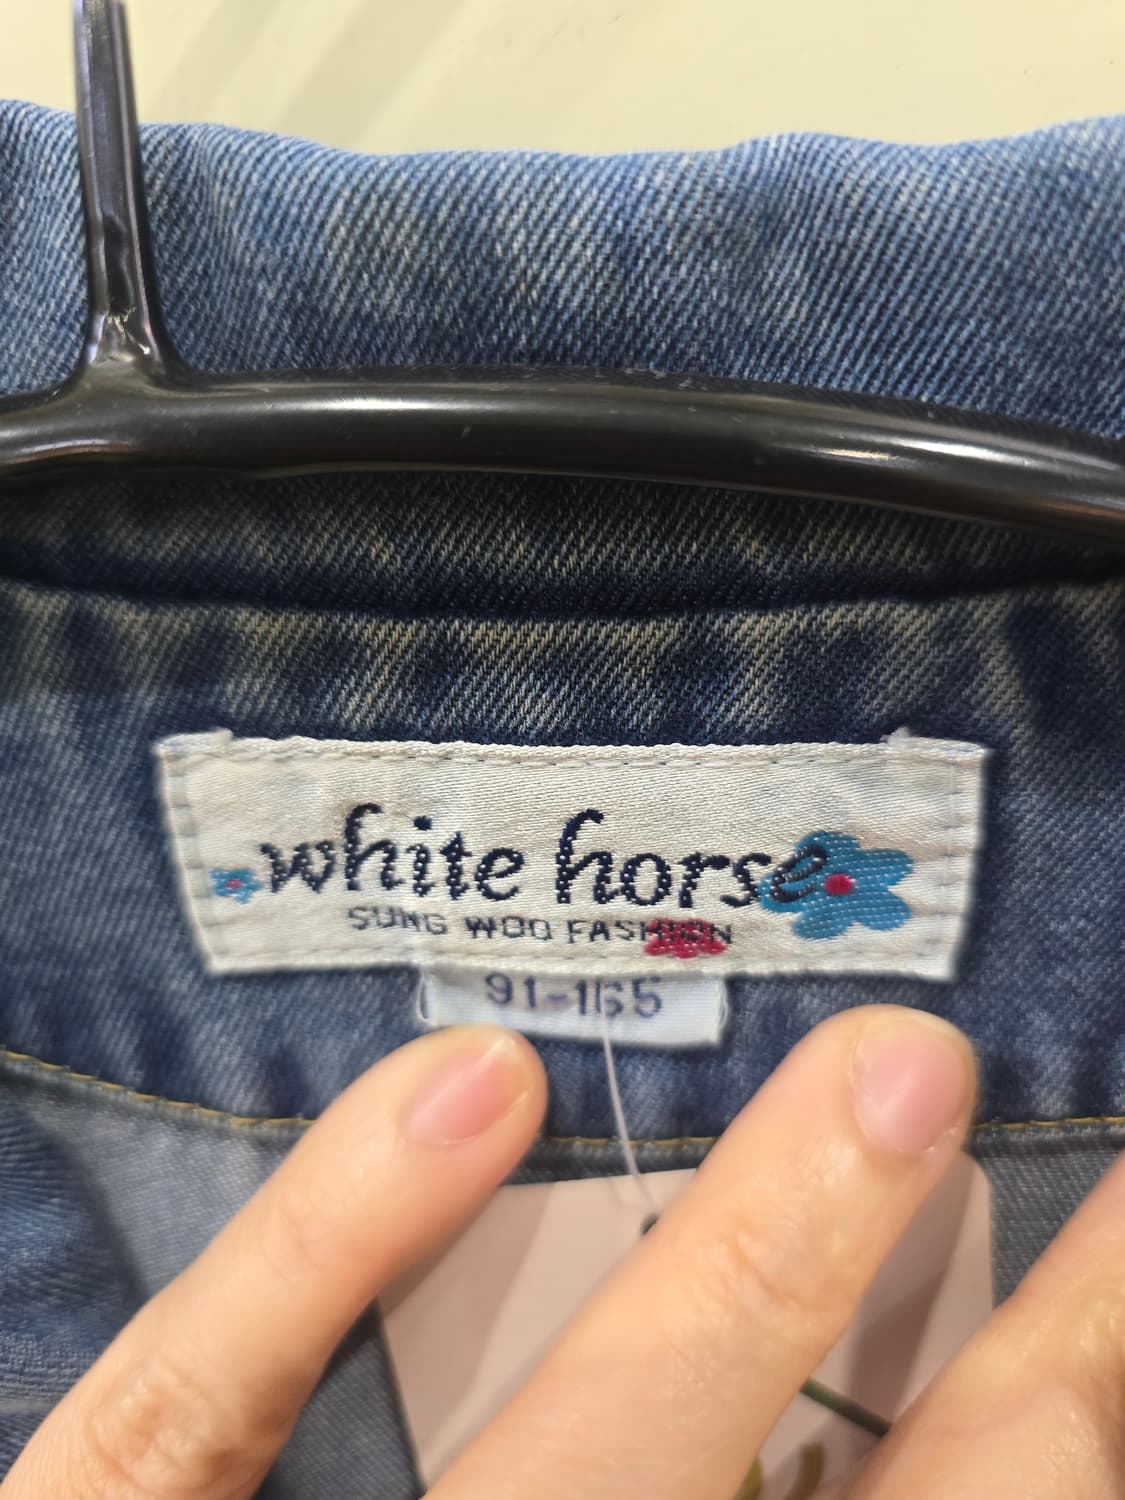 white horse
SUNG WOO FASHION
91-165